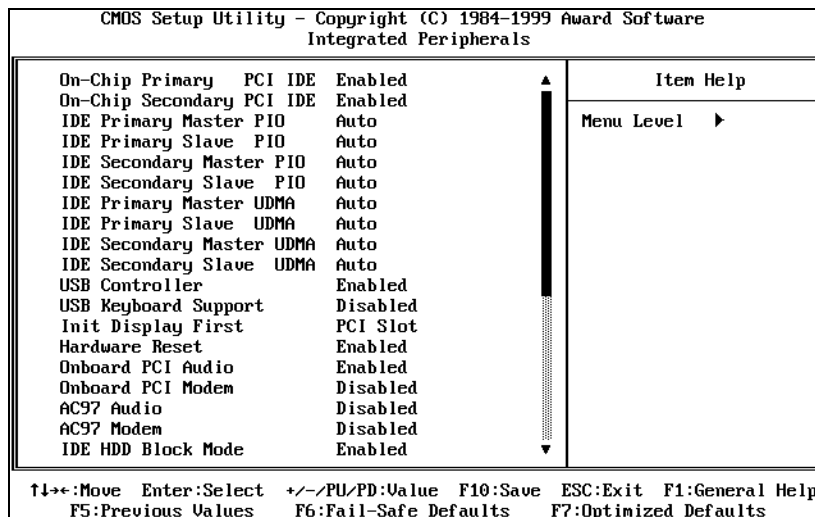 CMOS Setup Utility - Copyright (C) 1984-1999 Award Software
Integrated Peripherals
On-Chip Primary PCI IDE Enabled
On-Chip Secondary PCI IDE Enabled
IDE Primary Master PIO Auto
IDE Primary Slave PIO Auto
IDE Secondary Master PIO Auto
IDE Secondary Slave PIO Auto
IDE Primary Master UDMA Auto
IDE Primary Slave UDMA Auto
IDE Secondary Master UDMA Auto
IDE Secondary Slave UDMA Auto
USB Controller Enabled
USB Keyboard Support Disabled
Init Display First PCI Slot
Hardware Reset Enabled
Onboard PCI Audio Enabled
Onboard PCI Modem Disabled
AC97 Audio Disabled
AC97 Modem Disabled
IDE HDD Block Mode Enabled
Item Help
Menu Level ▶
↑↓→←:Move Enter:Select +/-/PU/PD:Value F10:Save ESC:Exit F1:General Help
F5:Previous Values F6:Fail-Safe Defaults F7:Optimized Defaults